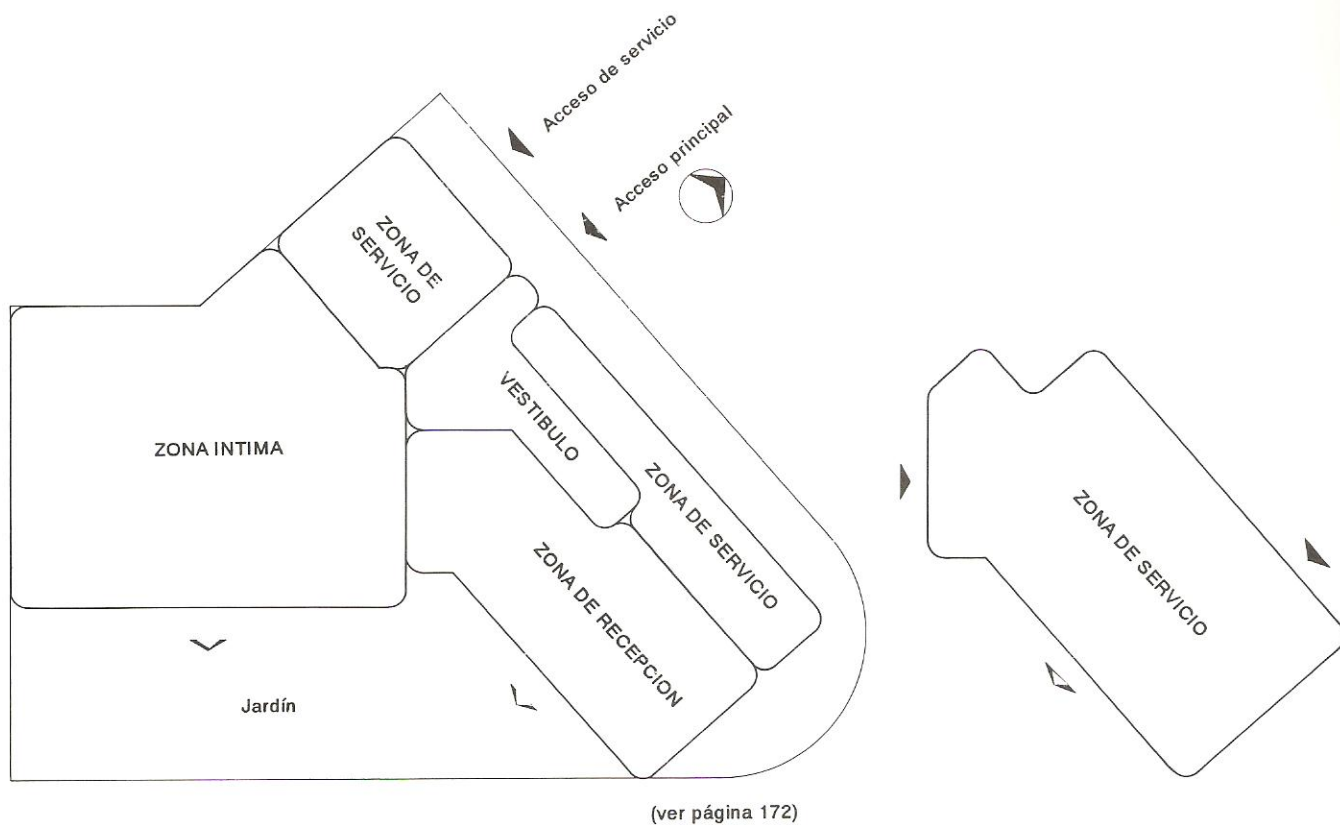 Acceso de servicio
Acceso principal
ZONA DE
SERVICIO
ZONA INTIMA
VESTIBULO
ZONA DE SERVICIO
ZONA DE RECEPCION
Jardín
ZONA DE SERVICIO
(ver página 172)